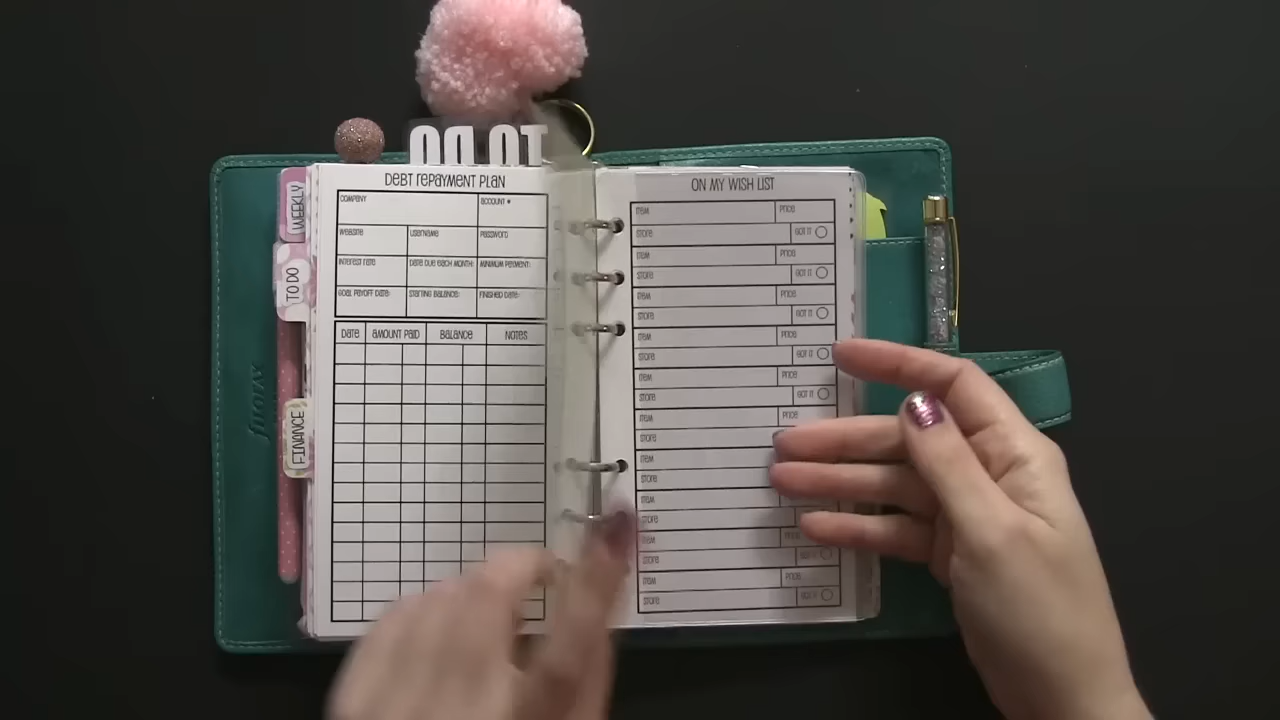 TO DO
DEBT REPAYMENT PLAN
COMPANY
ACCOUNT #
WEBSITE
USERNAME
PASSWORD
INTEREST RATE
DATE DUE EACH MONTH:
MINIMUM PAYMENT:
GOAL PAYOFF DATE:
STARTING BALANCE:
FINISHED DATE:
DATE
AMOUNT PAID
BALANCE
NOTES
WEEKLY
TO DO
FINANCE
filofax
ON MY WISH LIST
ITEM PRICE
STORE GOT IT
ITEM PRICE
STORE GOT IT
ITEM PRICE
STORE GOT IT
ITEM PRICE
STORE GOT IT
ITEM PRICE
STORE GOT IT
ITEM PRICE
STORE
ITEM
STORE
ITEM
STORE
ITEM PRICE
STORE GOT IT
ITEM PRICE
STORE GOT IT